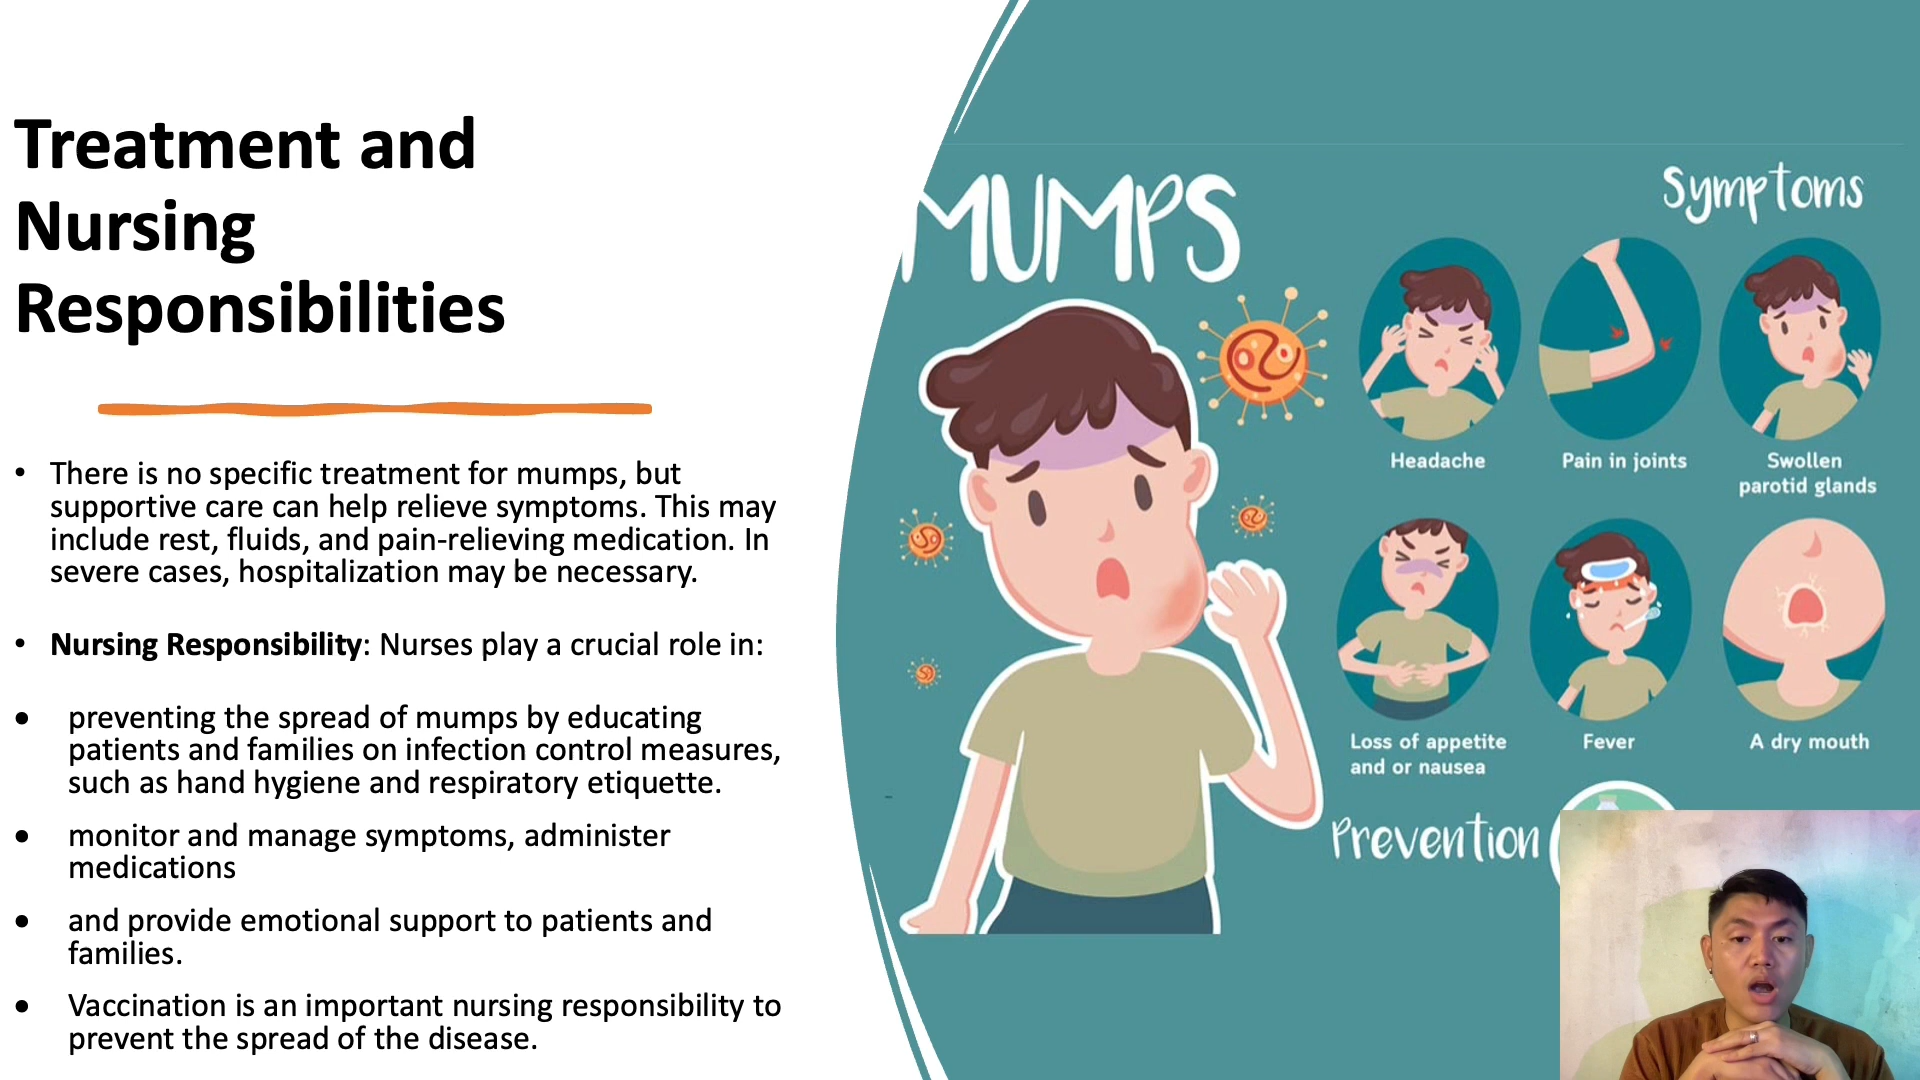 Treatment and
Nursing
Responsibilities
• There is no specific treatment for mumps, but
supportive care can help relieve symptoms. This may
include rest, fluids, and pain-relieving medication. In
severe cases, hospitalization may be necessary.
• Nursing Responsibility: Nurses play a crucial role in:
• preventing the spread of mumps by educating
patients and families on infection control measures,
such as hand hygiene and respiratory etiquette.
• monitor and manage symptoms, administer
medications
• and provide emotional support to patients and
families.
• Vaccination is an important nursing responsibility to
prevent the spread of the disease.
MUMPS
Symptoms
Headache
Pain in joints
Swollen
parotid glands
Loss of appetite
and or nausea
Fever
A dry mouth
Prevention